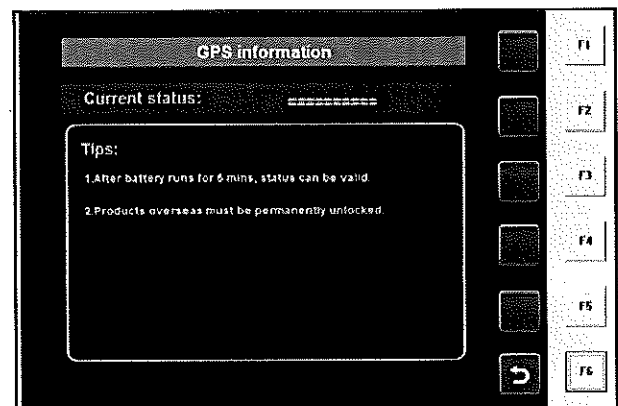 GPS information
F1
Current status: ========
F2
Tips:
1.After battery runs for 6 mins, status can be valid.
F3
2.Products overseas must be permanently unlocked.
F4
F5
F6